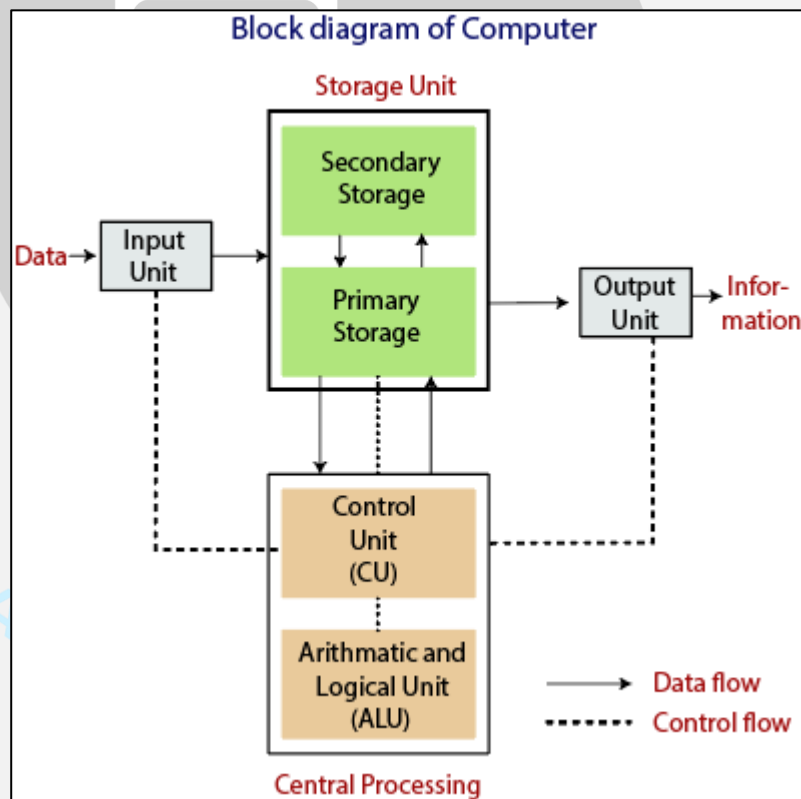 Block diagram of Computer
Storage Unit
Secondary
Storage
Data
Input
Unit
Primary
Storage
Output
Unit
Infor-
mation
Control
Unit
(CU)
Arithmatic and
Logical Unit
(ALU)
Data flow
Control flow
Central Processing